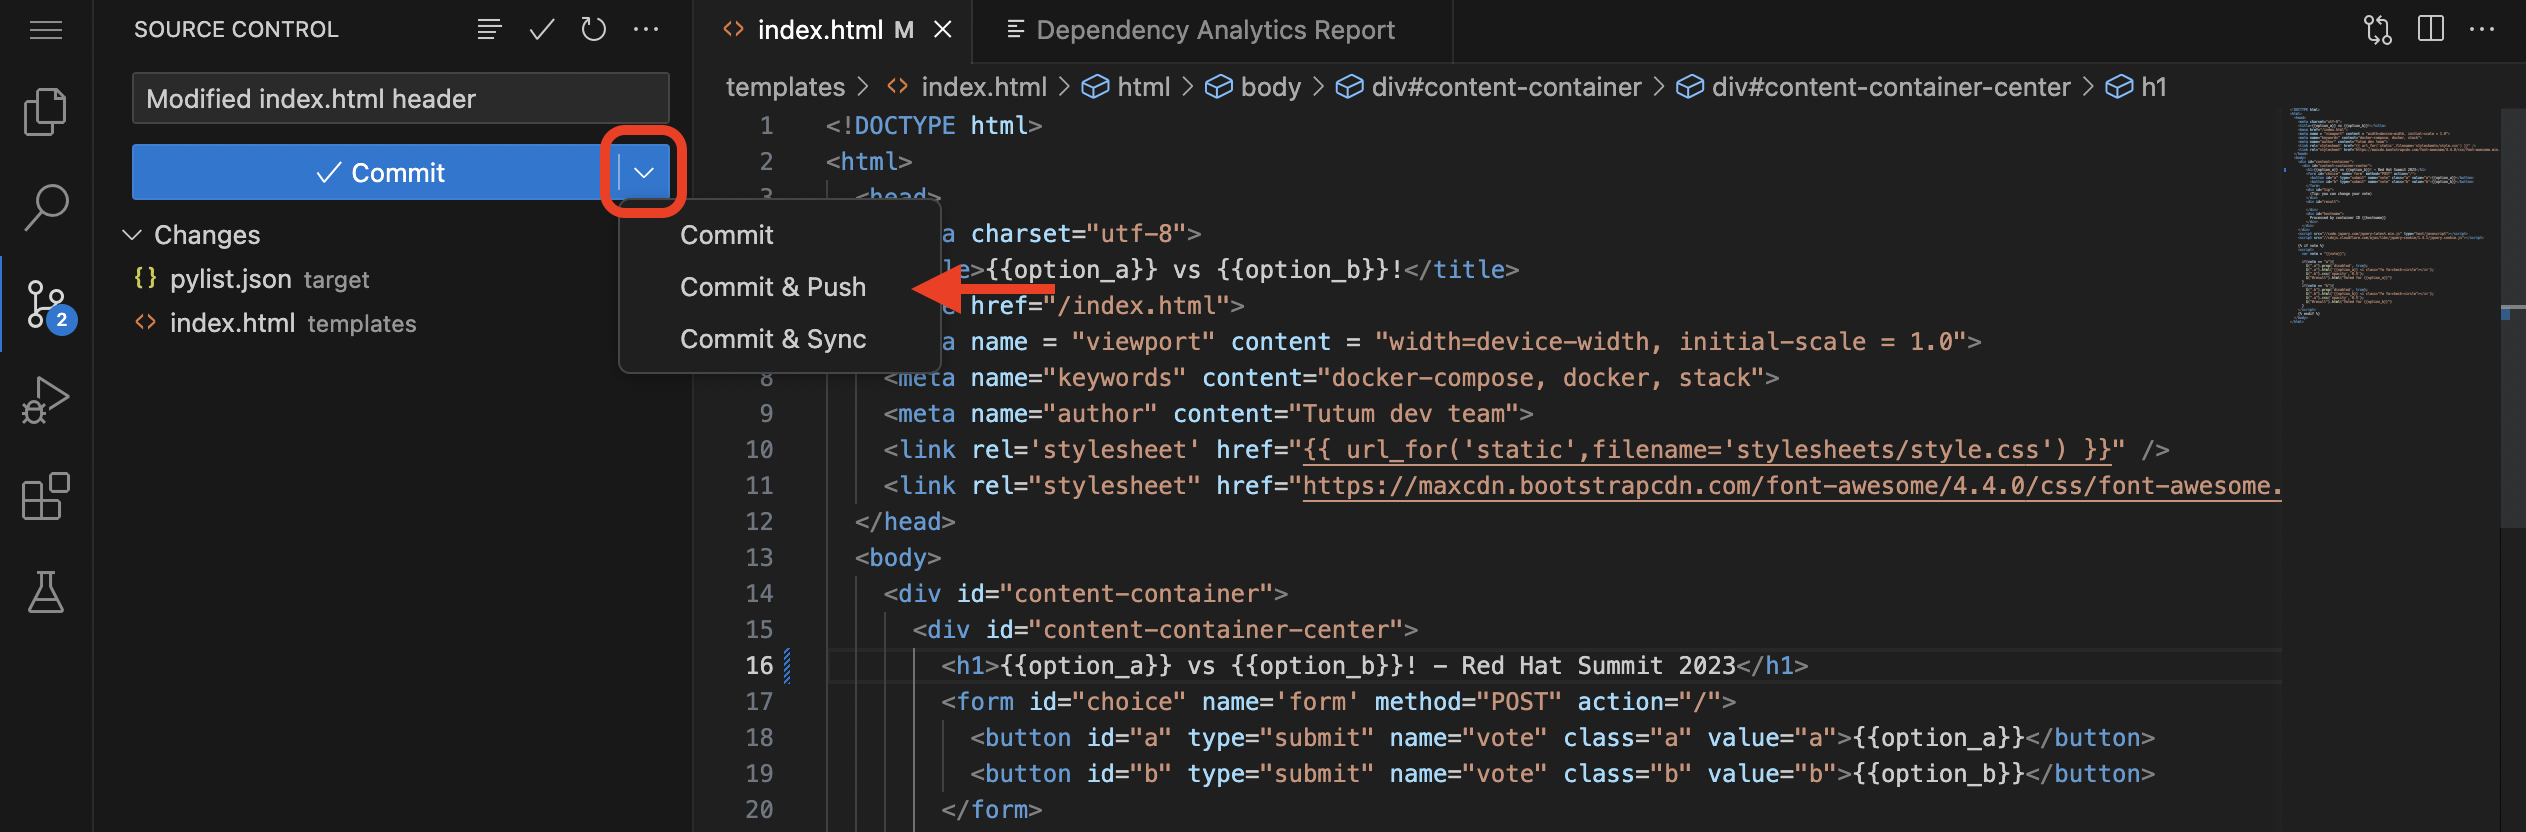 SOURCE CONTROL
Modified index.html header
Commit
Changes
pylist.json target
index.html templates
2
Commit
Commit & Push
Commit & Sync
index.html M
Dependency Analytics Report
templates > index.html > html > body > div#content-container > div#content-container-center > h1
1 <!DOCTYPE html>
2 <html>
3 <head>
a charset="utf-8">
le>{{option_a}} vs {{option_b}}!</title>
e href="/index.html">
a name = "viewport" content = "width=device-width, initial-scale = 1.0">
8 <meta name="keywords" content="docker-compose, docker, stack">
9 <meta name="author" content="Tutum dev team">
10 <link rel='stylesheet' href="{{ url_for('static',filename='stylesheets/style.css') }}" />
11 <link rel="stylesheet" href="https://maxcdn.bootstrapcdn.com/font-awesome/4.4.0/css/font-awesome.
12 </head>
13 <body>
14 <div id="content-container">
15 <div id="content-container-center">
16 <h1>{{option_a}} vs {{option_b}}! - Red Hat Summit 2023</h1>
17 <form id="choice" name='form' method="POST" action="/">
18 <button id="a" type="submit" name="vote" class="a" value="a">{{option_a}}</button>
19 <button id="b" type="submit" name="vote" class="b" value="b">{{option_b}}</button>
20 </form>